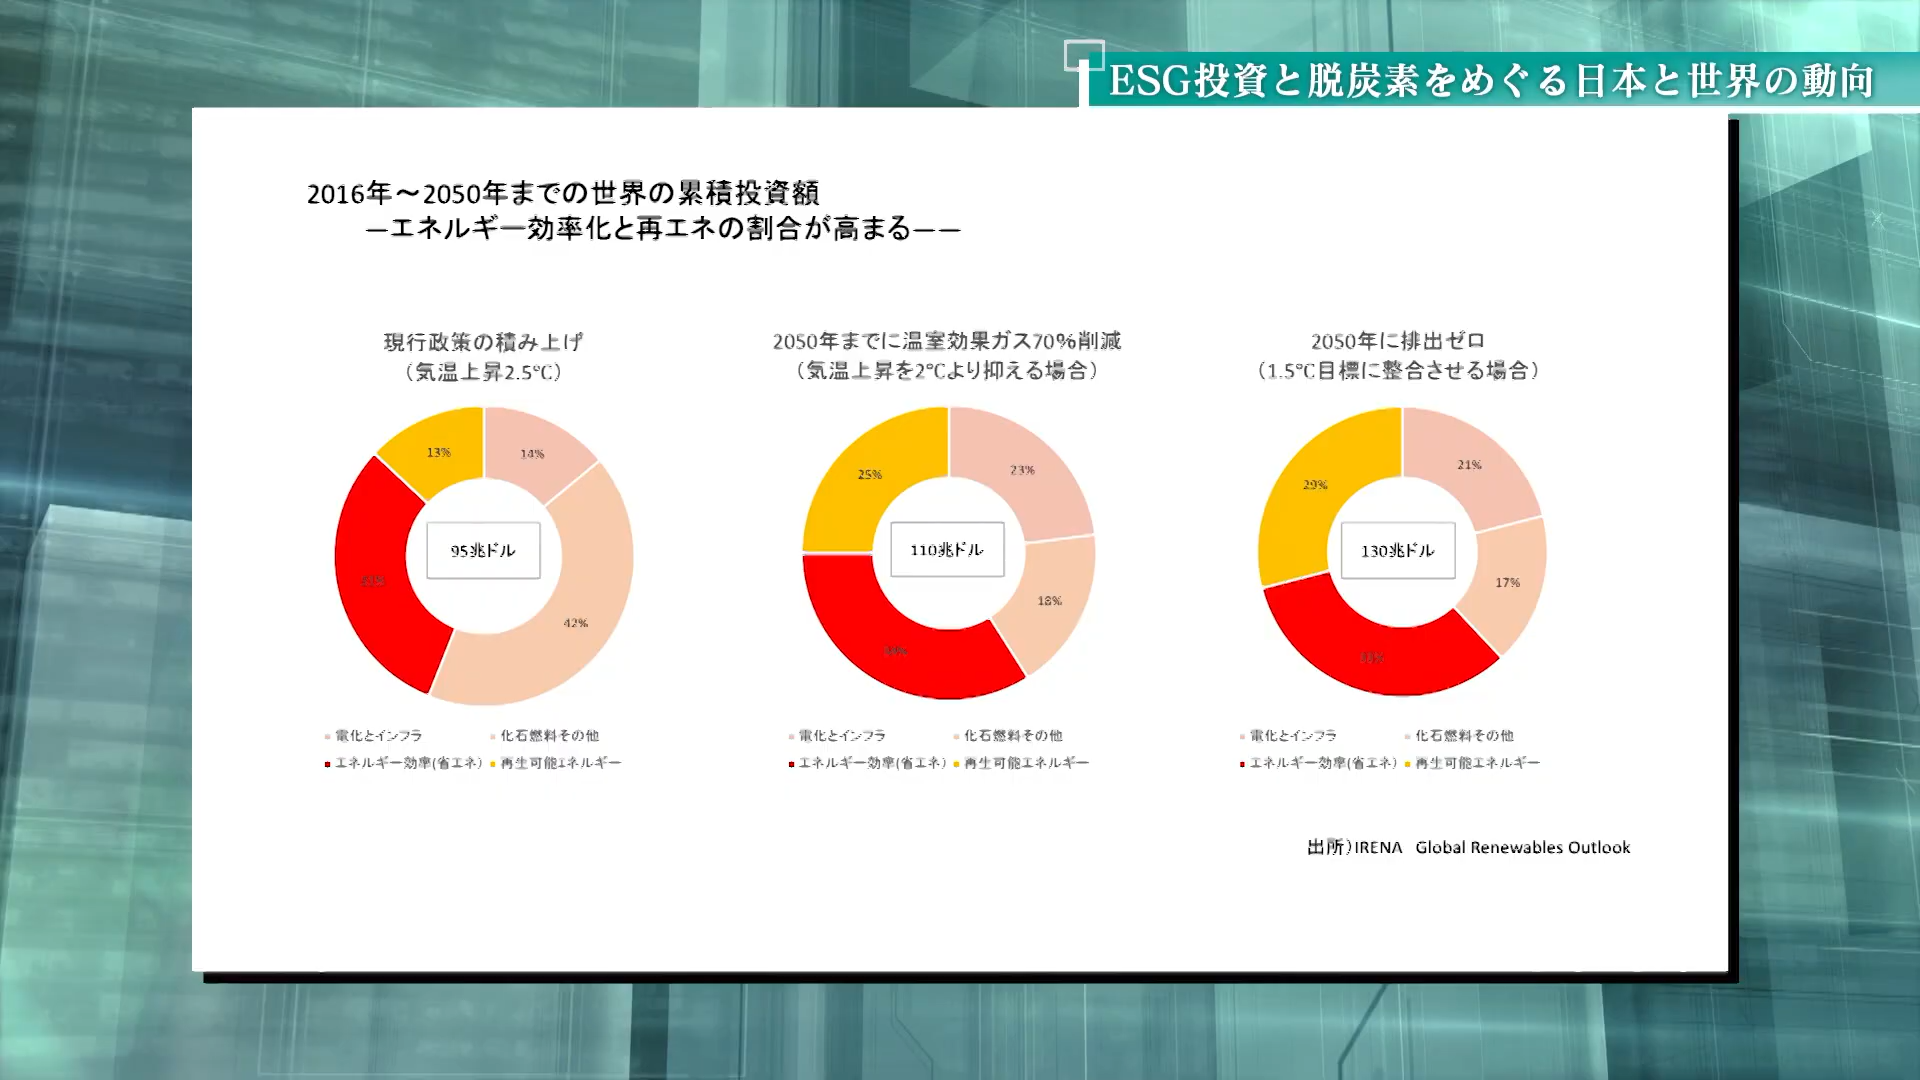 ESG投資と脱炭素をめぐる日本と世界の動向
2016年～2050年までの世界の累積投資額
―エネルギー効率化と再エネの割合が高まる――
現行政策の積み上げ
（気温上昇2.5℃）
13%
14%
95兆ドル
42%
電化とインフラ
化石燃料その他
エネルギー効率(省エネ)
再生可能エネルギー
2050年までに温室効果ガス70%削減
（気温上昇を2℃より抑える場合）
25%
23%
110兆ドル
18%
電化とインフラ
化石燃料その他
エネルギー効率(省エネ)
再生可能エネルギー
2050年に排出ゼロ
（1.5℃目標に整合させる場合）
29%
21%
130兆ドル
17%
電化とインフラ
化石燃料その他
エネルギー効率(省エネ)
再生可能エネルギー
出所）IRENA Global Renewables Outlook